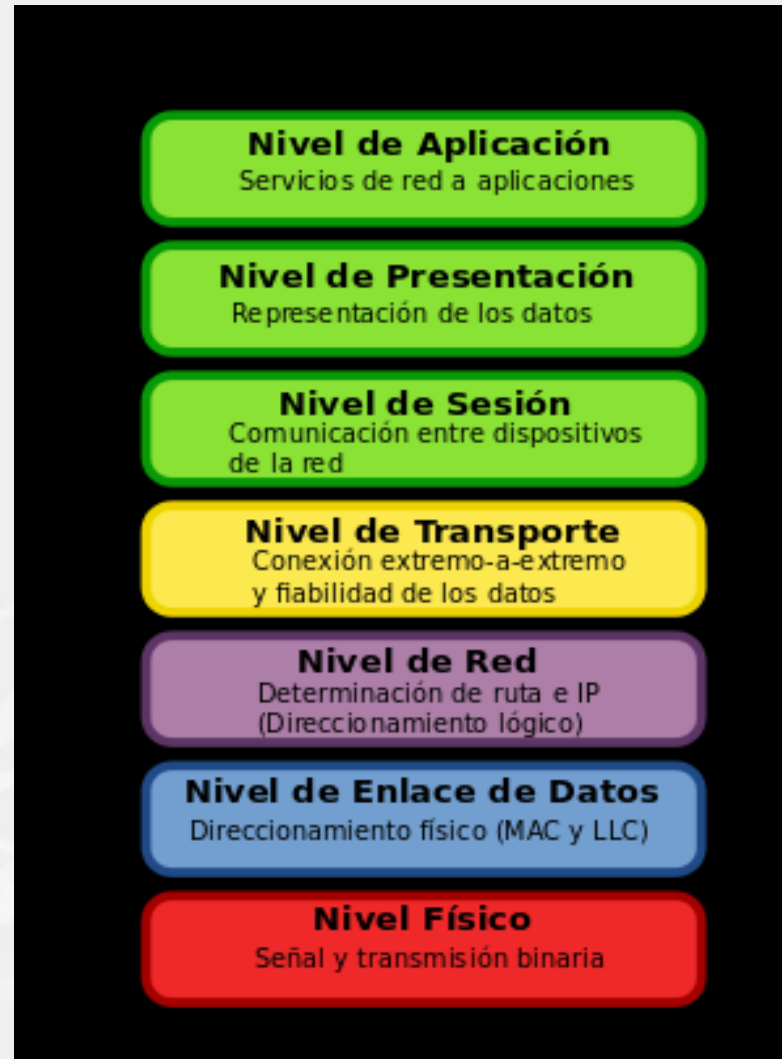 Nivel de Aplicación
Servicios de red a aplicaciones
Nivel de Presentación
Representación de los datos
Nivel de Sesión
Comunicación entre dispositivos
de la red
Nivel de Transporte
Conexión extremo-a-extremo
y fiabilidad de los datos
Nivel de Red
Determinación de ruta e IP
(Direccionamiento lógico)
Nivel de Enlace de Datos
Direccionamiento físico (MAC y LLC)
Nivel Físico
Señal y transmisión binaria